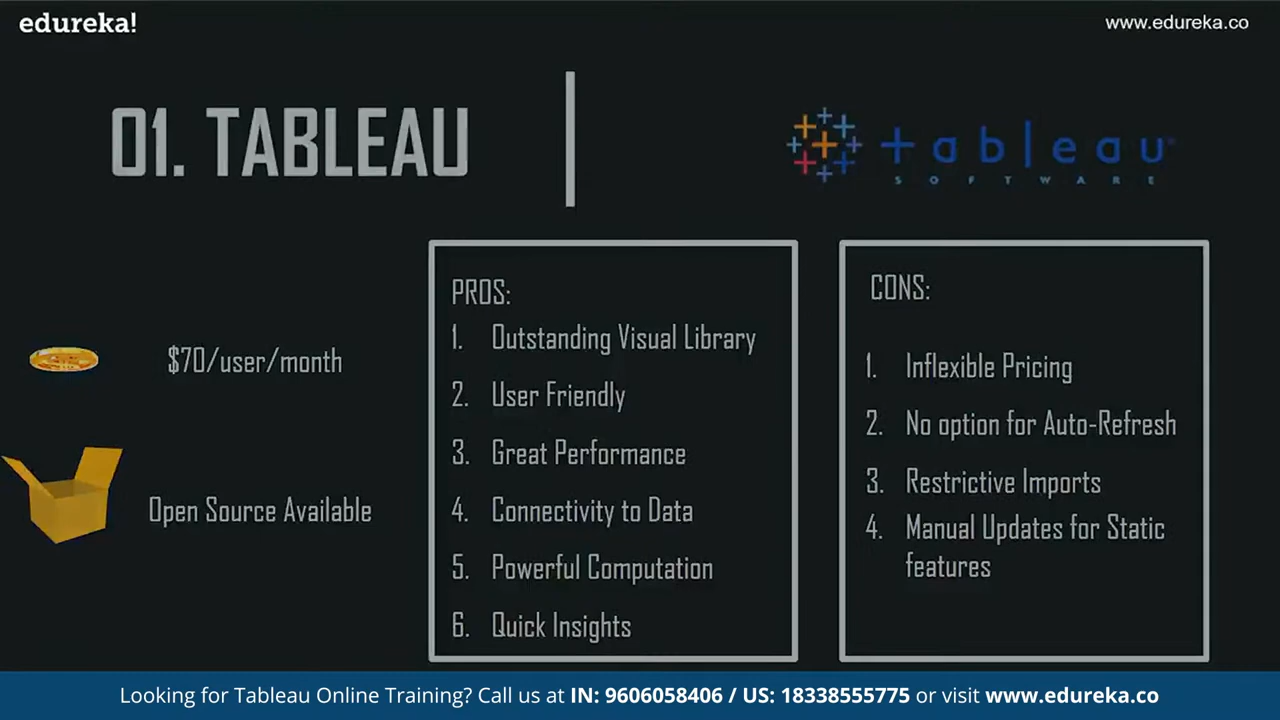 edureka!
www.edureka.co
01. TABLEAU
+ a b | e a u
S O F T W A R E
$70/user/month
Open Source Available
PROS:
1. Outstanding Visual Library
2. User Friendly
3. Great Performance
4. Connectivity to Data
5. Powerful Computation
6. Quick Insights
CONS:
1. Inflexible Pricing
2. No option for Auto-Refresh
3. Restrictive Imports
4. Manual Updates for Static
features
Looking for Tableau Online Training? Call us at IN: 9606058406 / US: 18338555775 or visit www.edureka.co